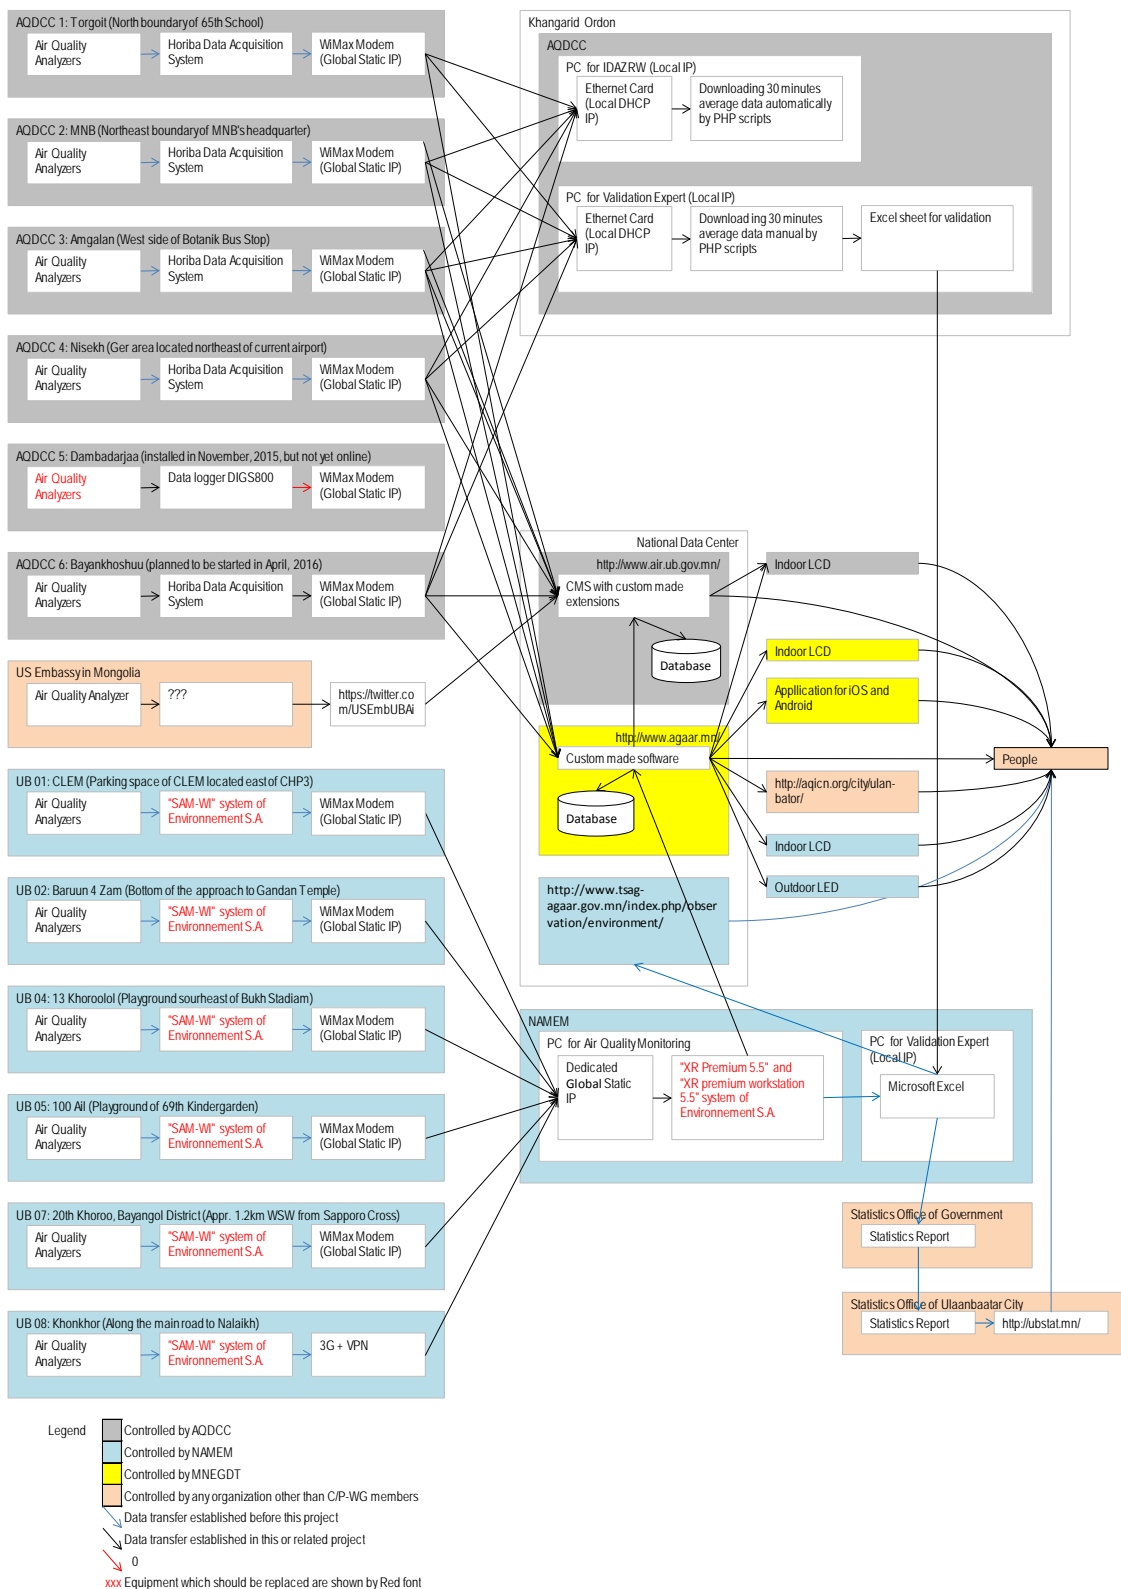 AQDCC 1: Torgoit (North boundary of 65th School)
Air Quality
Analyzers
Horiba Data Acquisition
System
WiMax Modem
(Global Static IP)
AQDCC 2: MNB (Northeast boundary of MNB's headquarter)
Air Quality
Analyzers
Horiba Data Acquisition
System
WiMax Modem
(Global Static IP)
AQDCC 3: Amgalan (West side of Botanik Bus Stop)
Air Quality
Analyzers
Horiba Data Acquisition
System
WiMax Modem
(Global Static IP)
AQDCC 4: Nisekh (Ger area located northeast of current airport)
Air Quality
Analyzers
Horiba Data Acquisition
System
WiMax Modem
(Global Static IP)
AQDCC 5: Dambadarjaa (installed in November, 2015, but not yet online)
Air Quality
Analyzers
Data logger DIGS800
WiMax Modem
(Global Static IP)
AQDCC 6: Bayankhoshuu (planned to be started in April, 2016)
Air Quality
Analyzers
Horiba Data Acquisition
System
WiMax Modem
(Global Static IP)
US Embassy in Mongolia
Air Quality Analyzer
???
https://twitter.co
m/USEmbUBAi
UB 01: CLEM (Parking space of CLEM located east of CHP3)
Air Quality
Analyzers
"SAM-WI" system of
Environnement S.A.
WiMax Modem
(Global Static IP)
UB 02: Baruun 4 Zam (Bottom of the approach to Gandan Temple)
Air Quality
Analyzers
"SAM-WI" system of
Environnement S.A.
WiMax Modem
(Global Static IP)
UB 04: 13 Khoroolol (Playground sourheast of Bukh Stadiam)
Air Quality
Analyzers
"SAM-WI" system of
Environnement S.A.
WiMax Modem
(Global Static IP)
UB 05: 100 Ail (Playground of 69th Kindergarden)
Air Quality
Analyzers
"SAM-WI" system of
Environnement S.A.
WiMax Modem
(Global Static IP)
UB 07: 20th Khoroo, Bayangol District (Appr. 1.2km WSW from Sapporo Cross)
Air Quality
Analyzers
"SAM-WI" system of
Environnement S.A.
WiMax Modem
(Global Static IP)
UB 08: Khonkhor (Along the main road to Nalaikh)
Air Quality
Analyzers
"SAM-WI" system of
Environnement S.A.
3G + VPN
Khangarid Ordon
AQDCC
PC for IDAZRW (Local IP)
Ethernet Card
(Local DHCP
IP)
Downloading 30 minutes
average data automatically
by PHP scripts
PC for Validation Expert (Local IP)
Ethernet Card
(Local DHCP
IP)
Downloading 30 minutes
average data manual by
PHP scripts
Excel sheet for validation
National Data Center
http://www.air.ub.gov.mn/
CMS with custom made
extensions
Database
http://www.agaar.mn/
Custom made software
Database
http://www.tsag-
agaar.gov.mn/index.php/obser
vation/environment/
Indoor LCD
Indoor LCD
Appllication for iOS and
Android
http://aqicn.org/city/ulan-
bator/
Indoor LCD
Outdoor LED
People
NAMEM
PC for Air Quality Monitoring
Dedicated
Global Static
IP
"XR Premium 5.5" and
"XR premium workstation
5.5" system of
Environnement S.A.
PC for Validation Expert
(Local IP)
Microsoft Excel
Statistics Office of Government
Statistics Report
Statistics Office of Ulaanbaatar City
Statistics Report
http://ubstat.mn/
Legend
Controlled by AQDCC
Controlled by NAMEM
Controlled by MNEGDT
Controlled by any organization other than C/P-WG members
Data transfer established before this project
Data transfer established in this or related project
0
xxx Equipment which should be replaced are shown by Red font